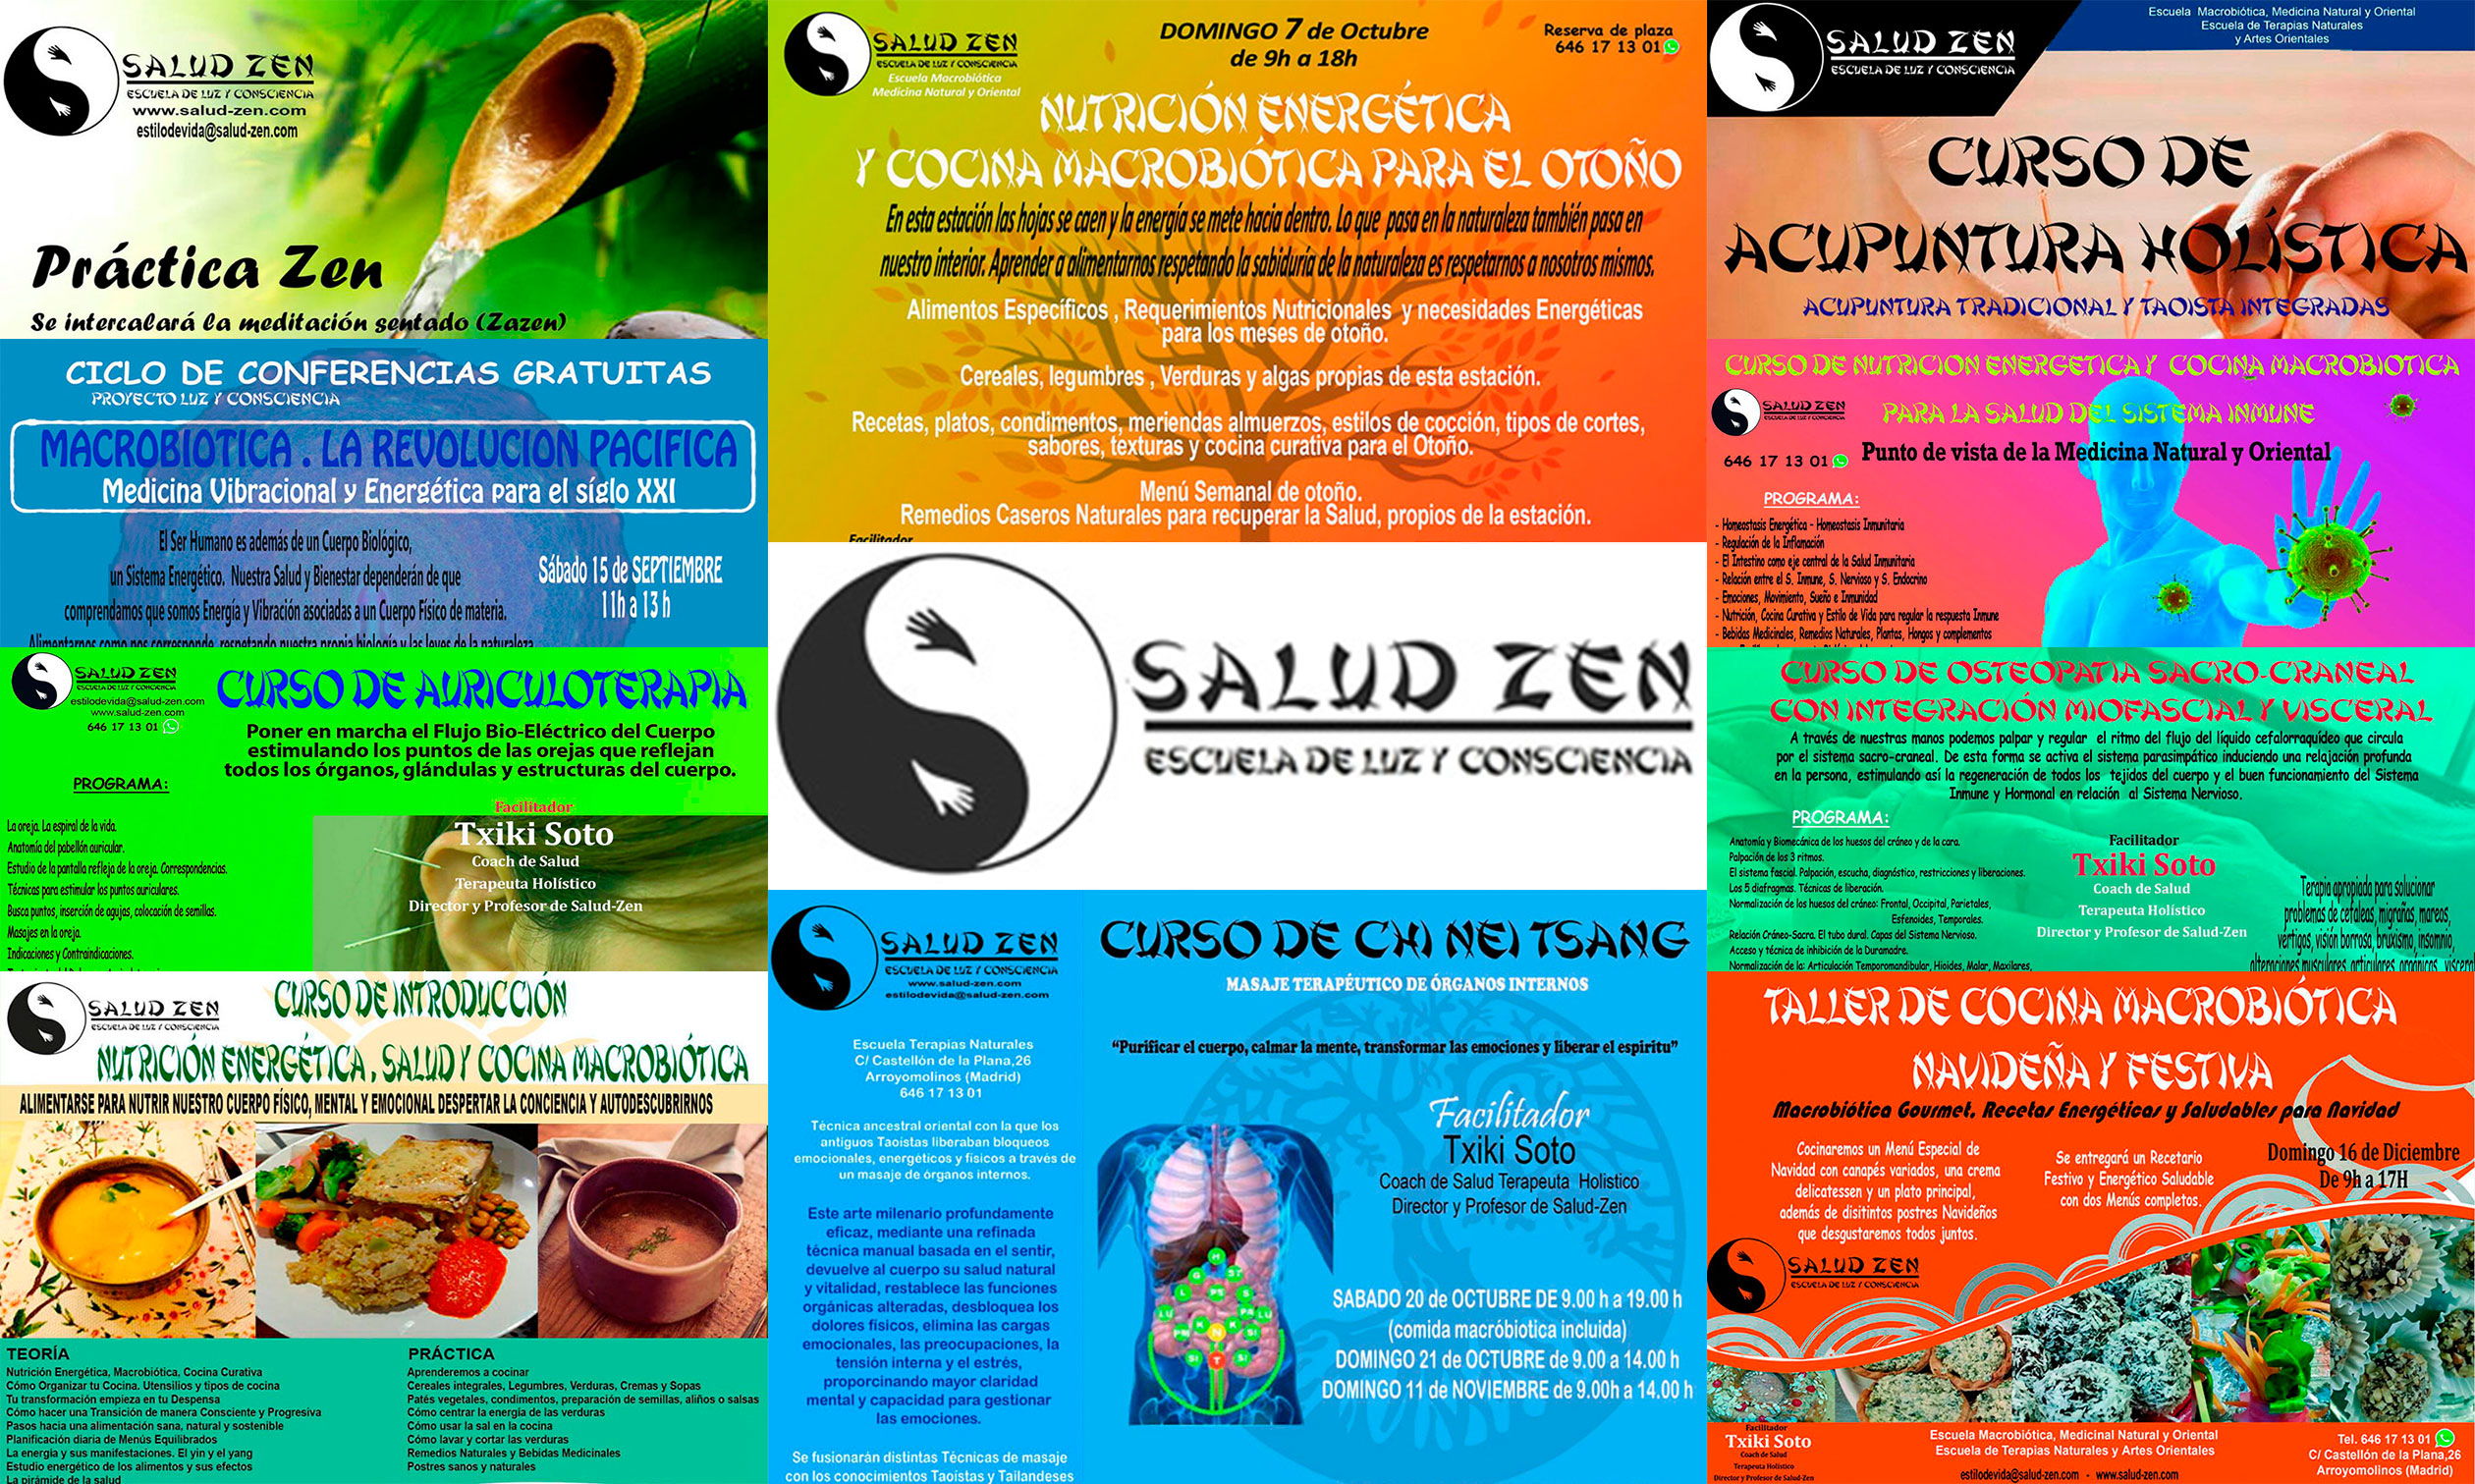 SALUD ZEN
ESCUELA DE LUZ Y CONSCIENCIA
www.salud-zen.com
estilodevida@salud-zen.com
Práctica Zen
Se intercalará la meditación sentado (Zazen)
CICLO DE CONFERENCIAS GRATUITAS
PROYECTO LUZ Y CONSCIENCIA
MACROBIOTICA . LA REVOLUCION PACIFICA
Medicina Vibracional y Energética para el síglo XXI
El Ser Humano es además de un Cuerpo Biológico,
un Sistema Energético. Nuestra Salud y Bienestar dependerán de que
comprendamos que somos Energía y Vibración asociadas a un Cuerpo Físico de materia.
Alimentarnos como nos corresponde, respetando nuestra propia biología y las leyes de la naturaleza
Sábado 15 de SEPTIEMBRE
11h a 13 h
SALUD ZEN
ESCUELA DE LUZ Y CONSCIENCIA
estilodevida@salud-zen.com
www.salud-zen.com
646 17 13 01
CURSO DE AURICULOTERAPIA
Poner en marcha el Flujo Bio-Eléctrico del Cuerpo
estimulando los puntos de las orejas que reflejan
todos los órganos, glándulas y estructuras del cuerpo.
PROGRAMA:
La oreja. La espiral de la vida.
Anatomía del pabellón auricular.
Estudio de la pantalla refleja de la oreja. Correspondencias.
Técnicas para estimular los puntos auriculares.
Busca puntos, inserción de agujas, colocación de semillas.
Masajes en la oreja.
Indicaciones y Contraindicaciones.
Facilitador
Txiki Soto
Coach de Salud
Terapeuta Holístico
Director y Profesor de Salud-Zen
SALUD ZEN
ESCUELA DE LUZ Y CONSCIENCIA
CURSO DE INTRODUCCIÓN
NUTRICIÓN ENERGÉTICA , SALUD Y COCINA MACROBIÓTICA
ALIMENTARSE PARA NUTRIR NUESTRO CUERPO FÍSICO, MENTAL Y EMOCIONAL DESPERTAR LA CONCIENCIA Y AUTODESCUBRIRNOS
TEORÍA
Nutrición Energética, Macrobiótica, Cocina Curativa
Cómo Organizar tu Cocina. Utensilios y tipos de cocina
Tu transformación empieza en tu Despensa
Cómo hacer una Transición de manera Consciente y Progresiva
Pasos hacia una alimentación sana, natural y sostenible
Planificación diaria de Menús Equilibrados
La energía y sus manifestaciones. El yin y el yang
Estudio energético de los alimentos y sus efectos
La pirámide de la salud
PRÁCTICA
Aprenderemos a cocinar
Cereales integrales, Legumbres, Verduras, Cremas y Sopas
Patés vegetales, condimentos, preparación de semillas, aliños o salsas
Cómo centrar la energía de las verduras
Cómo usar la sal en la cocina
Cómo lavar y cortar las verduras
Remedios Naturales y Bebidas Medicinales
Postres sanos y naturales
SALUD ZEN
ESCUELA DE LUZ Y CONSCIENCIA
Escuela Macrobiótica
Medicina Natural y Oriental
DOMINGO 7 de Octubre
de 9h a 18h
Reserva de plaza
646 17 13 01
NUTRICIÓN ENERGÉTICA
Y COCINA MACROBIÓTICA PARA EL OTOÑO
En esta estación las hojas se caen y la energía se mete hacia dentro. Lo que pasa en la naturaleza también pasa en
nuestro interior. Aprender a alimentarnos respetando la sabiduría de la naturaleza es respetarnos a nosotros mismos.
Alimentos Específicos , Requerimientos Nutricionales y necesidades Energéticas
para los meses de otoño.
Cereales, legumbres , Verduras y algas propias de esta estación.
Recetas, platos, condimentos, meriendas almuerzos, estilos de cocción, tipos de cortes,
sabores, texturas y cocina curativa para el Otoño.
Menú Semanal de otoño.
Remedios Caseros Naturales para recuperar la Salud, propios de la estación.
Facilitador
SALUD ZEN
ESCUELA DE LUZ Y CONSCIENCIA
SALUD ZEN
ESCUELA DE LUZ Y CONSCIENCIA
www.salud-zen.com
estilodevida@salud-zen.com
Escuela Terapias Naturales
C/ Castellón de la Plana,26
Arroyomolinos (Madrid)
646 17 13 01
Técnica ancestral oriental con la que los
antiguos Taoistas liberaban bloqueos
emocionales, energéticos y físicos a través de
un masaje de órganos internos.
Este arte milenario profundamente
eficaz, mediante una refinada
técnica manual basada en el sentir,
devuelve al cuerpo su salud natural
y vitalidad, restablece las funciones
orgánicas alteradas, desbloquea los
dolores físicos, elimina las cargas
emocionales, las preocupaciones, la
tensión interna y el estrés,
proporcinando mayor claridad
mental y capacidad para gestionar
las emociones.
Se fusionarán distintas Técnicas de masaje
con los conocimientos Taoístas y Tailandeses
CURSO DE CHI NEI TSANG
MASAJE TERAPÉUTICO DE ÓRGANOS INTERNOS
“Purificar el cuerpo, calmar la mente, transformar las emociones y liberar el espiritu”
Facilitador
Txiki Soto
Coach de Salud Terapeuta Holistico
Director y Profesor de Salud-Zen
SABADO 20 de OCTUBRE DE 9.00 h a 19.00 h
(comida macróbiotica incluida)
DOMINGO 21 de OCTUBRE de 9.00 a 14.00 h
DOMINGO 11 de NOVIEMBRE de 9.00h a 14.00 h
SALUD ZEN
ESCUELA DE LUZ Y CONSCIENCIA
Escuela Macrobiótica, Medicina Natural y Oriental
Escuela de Terapias Naturales
y Artes Orientales
CURSO DE
ACUPUNTURA HOLÍSTICA
ACUPUNTURA TRADICIONAL Y TAOISTA INTEGRADAS
CURSO DE NUTRICION ENERGETICA Y COCINA MACROBIOTICA
PARA LA SALUD DEL SISTEMA INMUNE
SALUD ZEN
ESCUELA DE LUZ Y CONSCIENCIA
646 17 13 01
Punto de vista de la Medicina Natural y Oriental
PROGRAMA:
- Homeostasis Energética - Homeostasis Inmunitaria
- Regulación de la Inflamación
- El Intestino como eje central de la Salud Inmunitaria
- Relación entre el S. Inmune, S. Nervioso y S. Endocrino
- Emociones, Movimiento, Sueño e Inmunidad
- Nutrición, Cocina Curativa y Estilo de Vida para regular la respuesta Inmune
- Bebidas Medicinales, Remedios Naturales, Plantas, Hongos y complementos
CURSO DE OSTEOPATIA SACRO-CRANEAL
CON INTEGRACIÓN MIOFASCIAL Y VISCERAL
A través de nuestras manos podemos palpar y regular el ritmo del flujo del líquido cefalorraquídeo que circula
por el sistema sacro-craneal. De esta forma se activa el sistema parasimpático induciendo una relajación profunda
en la persona, estimulando así la regeneración de todos los tejidos del cuerpo y el buen funcionamiento del Sistema
Inmune y Hormonal en relación al Sistema Nervioso.
PROGRAMA:
Anatomía y Biomecánica de los huesos del cráneo y de la cara.
Palpación de los 3 ritmos.
El sistema fascial. Palpación, escucha, diagnóstico, restricciones y liberaciones.
Los 5 diafragmas. Técnicas de liberación.
Normalización de los huesos del cráneo: Frontal, Occipital, Parietales,
Esfenoides, Temporales.
Relación Cráneo-Sacra. El tubo dural. Capas del Sistema Nervioso.
Acceso y técnica de inhibición de la Duramadre.
Normalización de la: Articulación Temporomandibular, Hioides, Malar, Maxilares,
Facilitador
Txiki Soto
Coach de Salud
Terapeuta Holístico
Director y Profesor de Salud-Zen
Terapia apropiada para solucionar
problemas de cefaleas, migrañas, mareos,
vértigos, visión borrosa, bruxismo, insomnio,
alteraciones musculares, articulares, orgánicas, visceral
TALLER DE COCINA MACROBIÓTICA
NAVIDEÑA Y FESTIVA
Macrobiótica Gourmet, Recetas Energéticas y Saludables para Navidad
Cocinaremos un Menú Especial de
Navidad con canapés variados, una crema
delicatessen y un plato principal,
además de disitintos postres Navideños
que desgustaremos todos juntos.
Se entregará un Recetario
Festivo y Energético Saludable
con dos Menús completos.
Domingo 16 de Diciembre
De 9h a 17H
SALUD ZEN
ESCUELA DE LUZ Y CONSCIENCIA
Facilitador
Txiki Soto
Coach de Salud
Terapeuta Holístico
Director y Profesor de Salud-Zen
Escuela Macrobiótica, Medicinal Natural y Oriental
Escuela de Terapias Naturales y Artes Orientales
estilodevida@salud-zen.com - www.salud-zen.com
Tel. 646 17 13 01
C/ Castellón de la Plana,26
Arroyomolinos (Madrid)